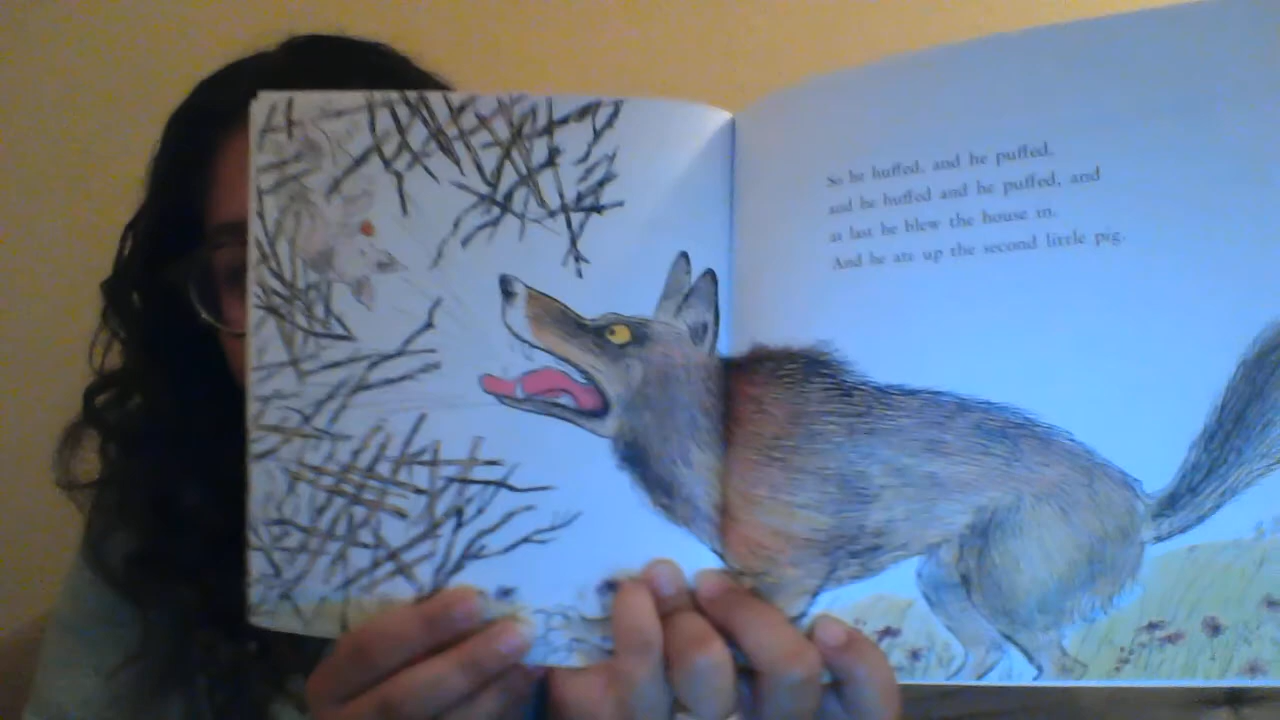 So he huffed, and he puffed,
and he huffed and he puffed, and
at last he blew the house in.
And he ate up the second little pig.